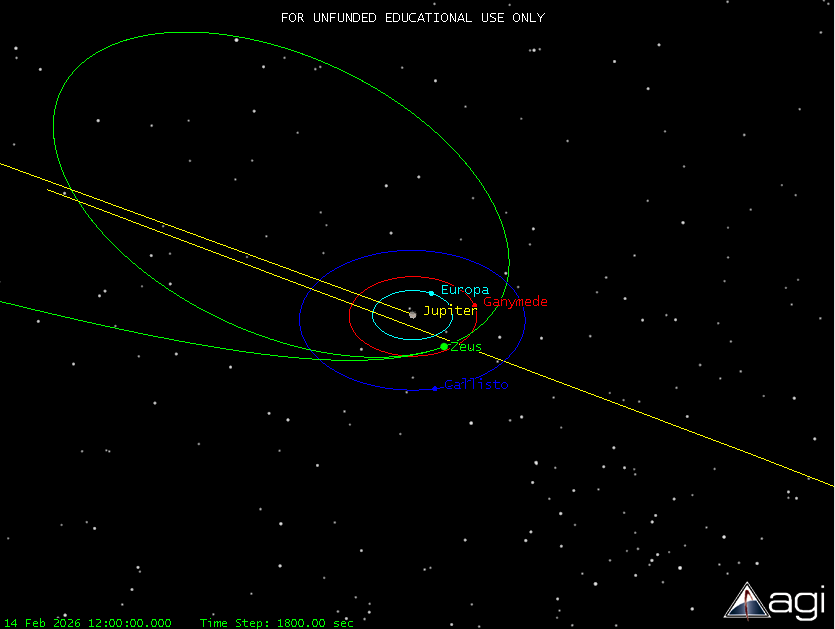 FOR UNFUNDED EDUCATIONAL USE ONLY
Europa
Ganymede
Jupiter
Zeus
Callisto
agi
14 Feb 2026 12:00:00.000 Time Step: 1800.00 sec